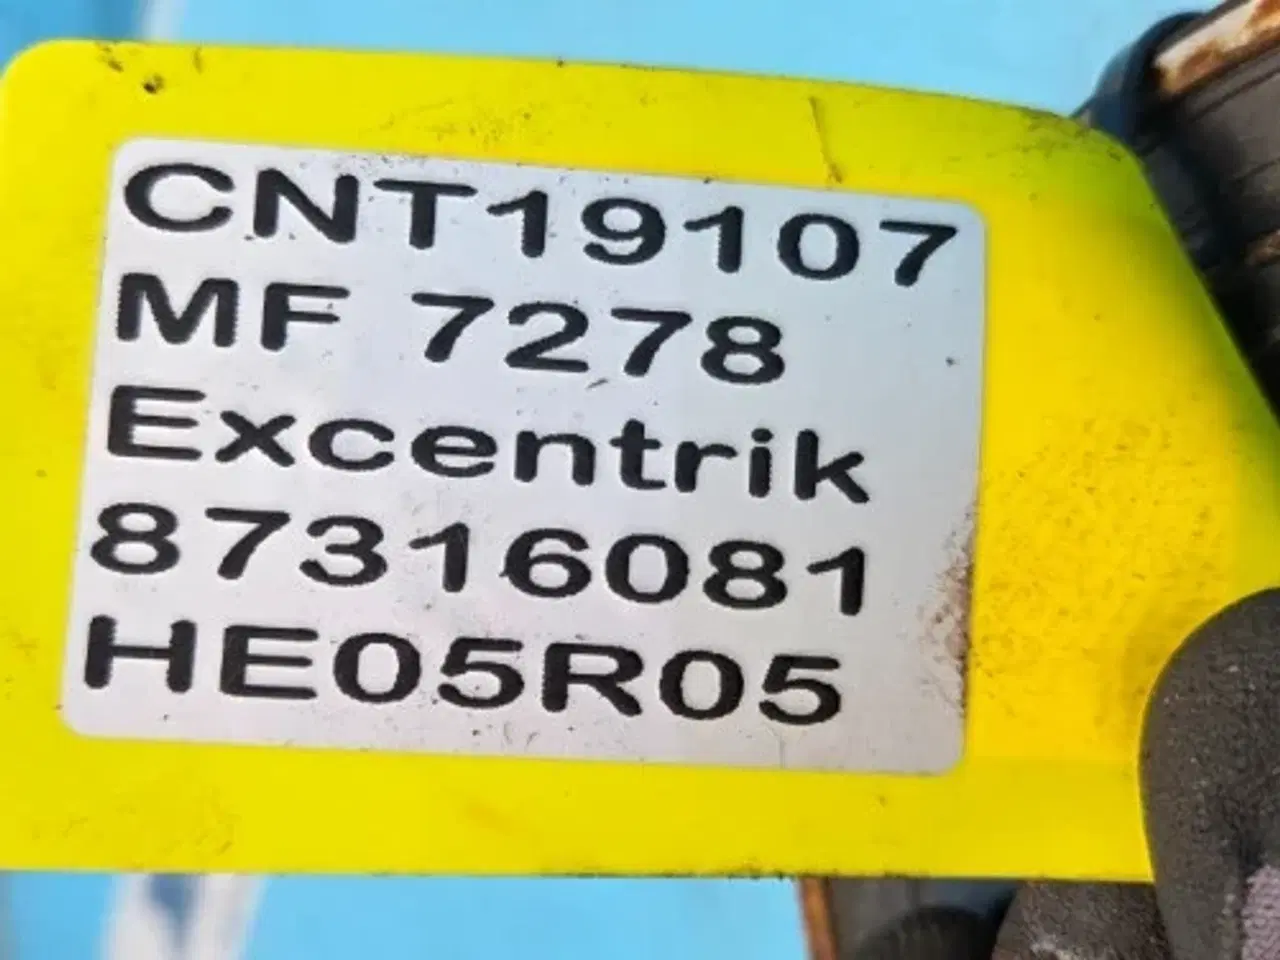 CNT19107
MF 7278
Excentrik
87316081
HE05R05